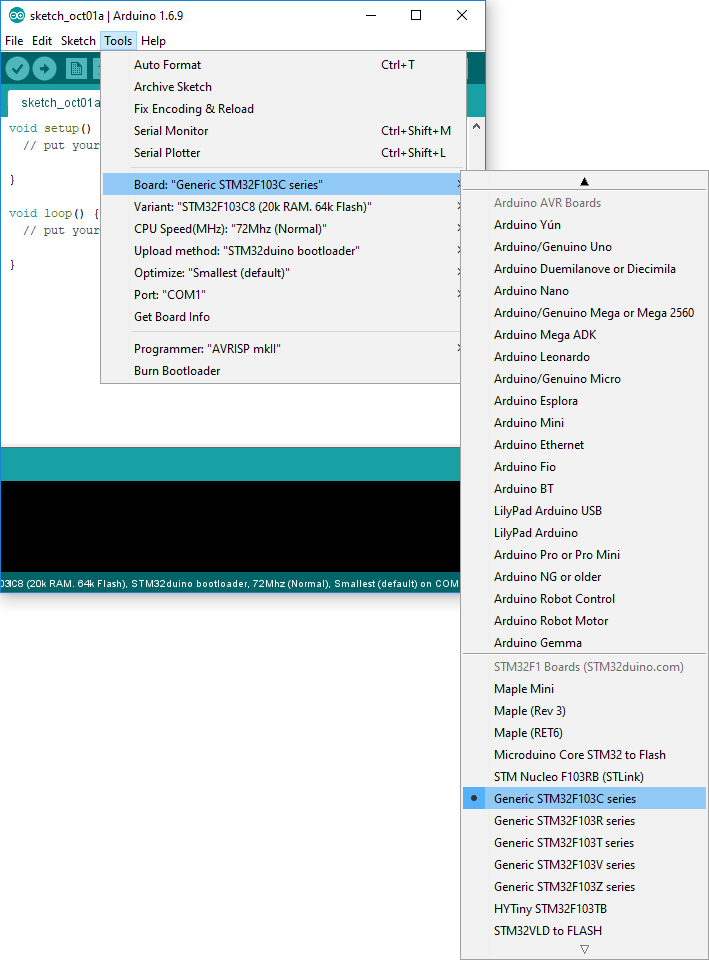 sketch_oct01a | Arduino 1.6.9
File Edit Sketch Tools Help
sketch_oct01a
void setup()
// put your
}
void loop() {
// put your
}
Auto Format Ctrl+T
Archive Sketch
Fix Encoding & Reload
Serial Monitor Ctrl+Shift+M
Serial Plotter Ctrl+Shift+L
Board: "Generic STM32F103C series"
Variant: "STM32F103C8 (20k RAM. 64k Flash)"
CPU Speed(MHz): "72Mhz (Normal)"
Upload method: "STM32duino bootloader"
Optimize: "Smallest (default)"
Port: "COM1"
Get Board Info
Programmer: "AVRISP mkII"
Burn Bootloader
Arduino AVR Boards
Arduino Yún
Arduino/Genuino Uno
Arduino Duemilanove or Diecimila
Arduino Nano
Arduino/Genuino Mega or Mega 2560
Arduino Mega ADK
Arduino Leonardo
Arduino/Genuino Micro
Arduino Esplora
Arduino Mini
Arduino Ethernet
Arduino Fio
Arduino BT
LilyPad Arduino USB
LilyPad Arduino
Arduino Pro or Pro Mini
Arduino NG or older
Arduino Robot Control
Arduino Robot Motor
Arduino Gemma
STM32F1 Boards (STM32duino.com)
Maple Mini
Maple (Rev 3)
Maple (RET6)
Microduino Core STM32 to Flash
STM Nucleo F103RB (STLink)
Generic STM32F103C series
Generic STM32F103R series
Generic STM32F103T series
Generic STM32F103V series
Generic STM32F103Z series
HYTiny STM32F103TB
STM32VLD to FLASH
(20k RAM. 64k Flash), STM32duino bootloader, 72Mhz (Normal), Smallest (default) on COM